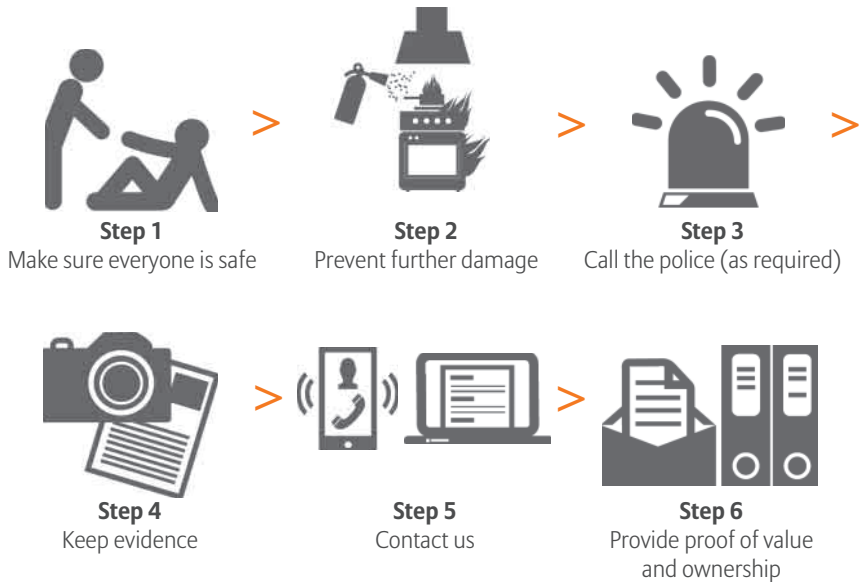 Step 1
Make sure everyone is safe
Step 2
Prevent further damage
Step 3
Call the police (as required)
Step 4
Keep evidence
Step 5
Contact us
Step 6
Provide proof of value
and ownership